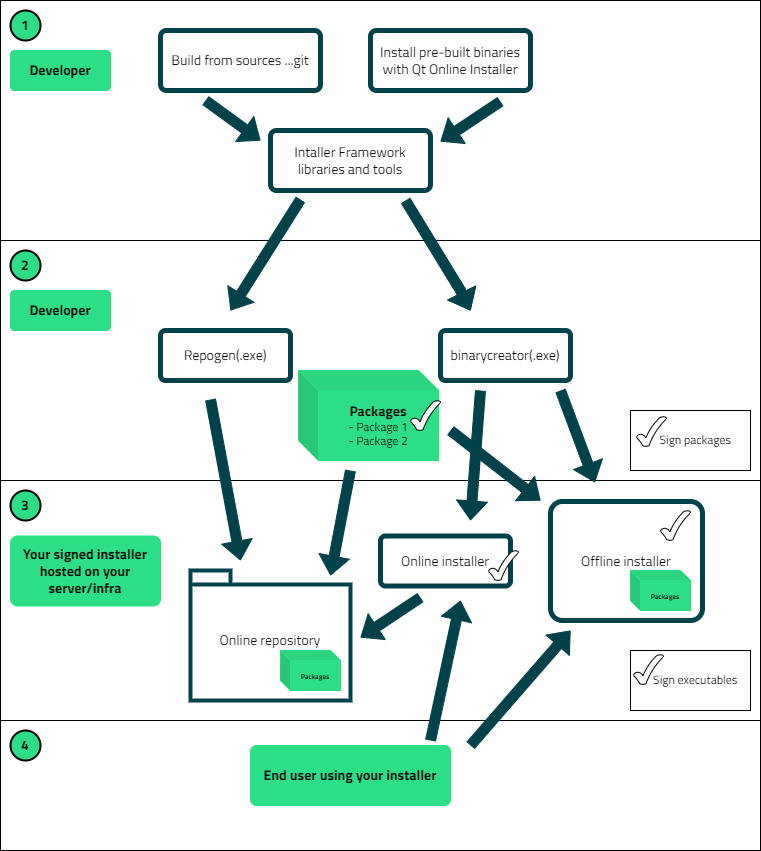 1
Developer
Build from sources ...git
Install pre-built binaries
with Qt Online Installer
Intaller Framework
libraries and tools
2
Developer
Repogen(.exe)
binarycreator(.exe)
Packages
- Package 1
- Package 2
Sign packages
3
Your signed installer
hosted on your
server/infra
Online installer
Offline installer
Packages
Online repository
Packages
Sign executables
4
End user using your installer